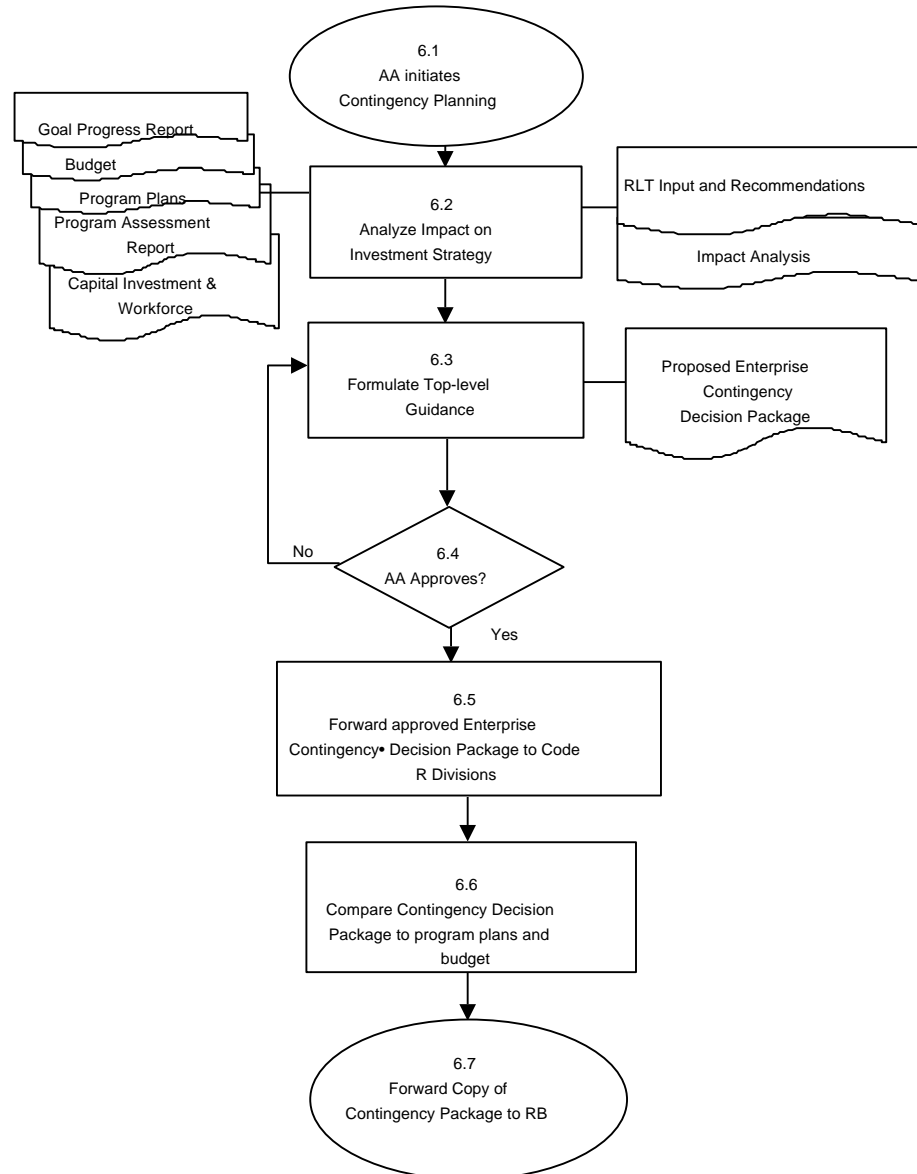 6.1
AA initiates
Contingency Planning
Goal Progress Report
Budget
Program Plans
Program Assessment
Report
Capital Investment &
Workforce
6.2
Analyze Impact on
Investment Strategy
RLT Input and Recommendations
Impact Analysis
6.3
Formulate Top-level
Guidance
Proposed Enterprise
Contingency
Decision Package
No
6.4
AA Approves?
Yes
6.5
Forward approved Enterprise
Contingency• Decision Package to Code
R Divisions
6.6
Compare Contingency Decision
Package to program plans and
budget
6.7
Forward Copy of
Contingency Package to RB